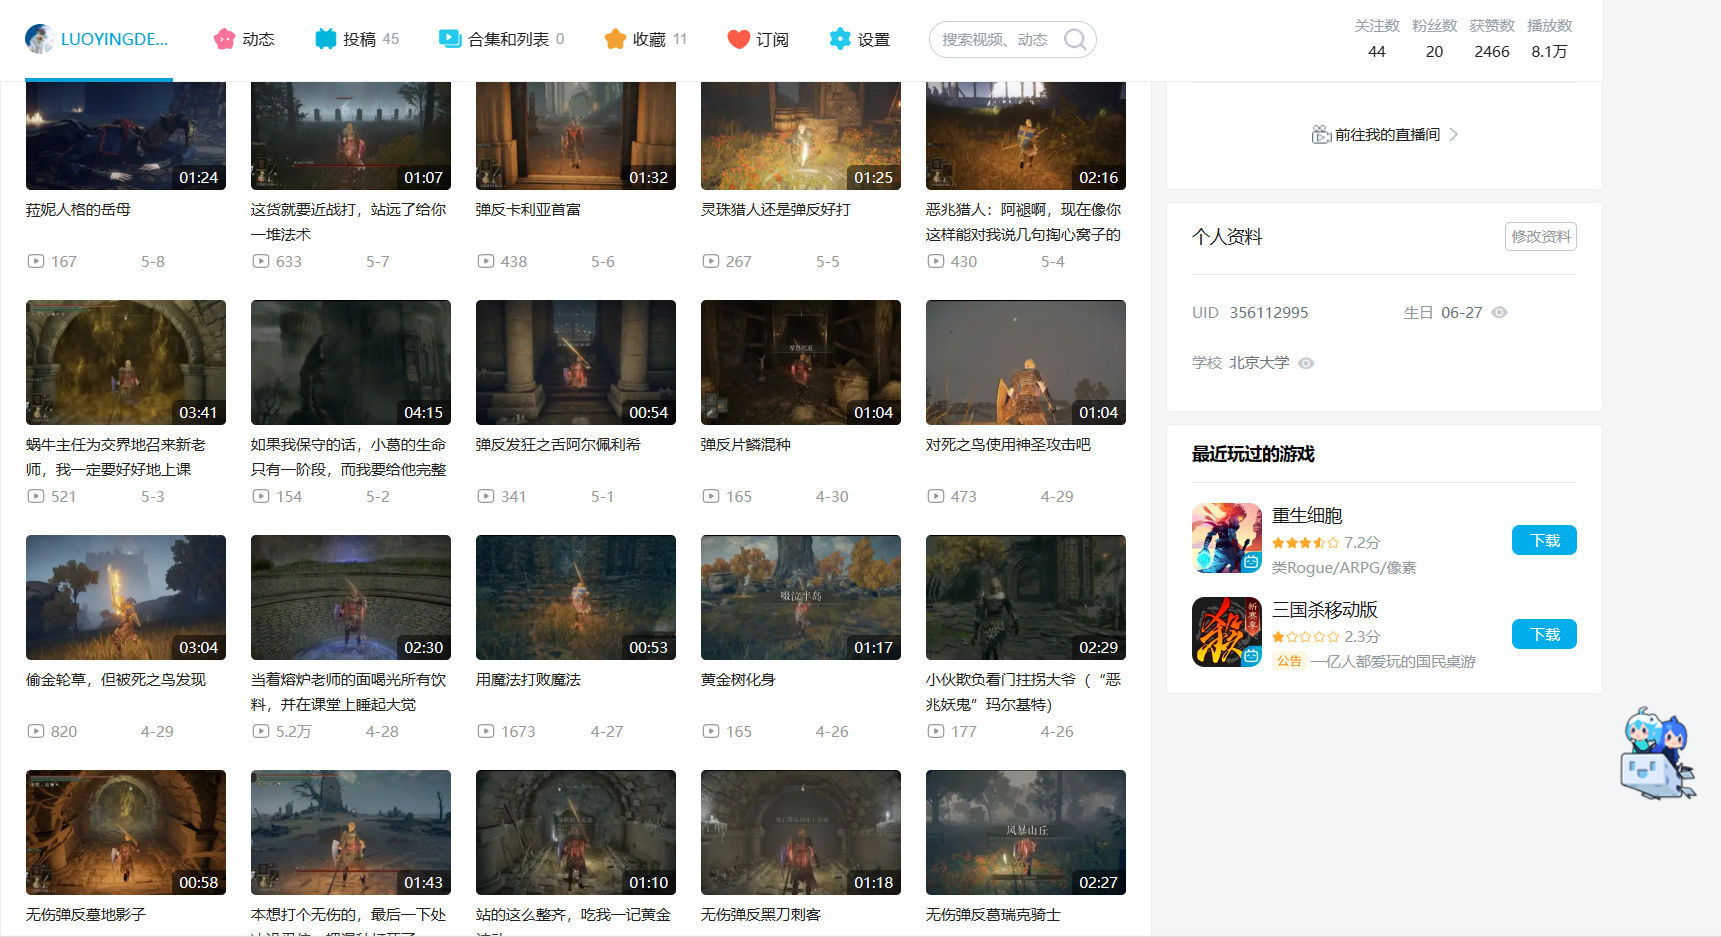 LUOYINGDE...
动态
投稿 45
合集和列表 0
收藏 11
订阅
设置
搜索视频、动态
关注数 粉丝数 获赞数 播放数
44 20 2466 8.1万
01:24
01:07
01:32
01:25
02:16
菈妮人格的岳母
这货就要近战打，站远了给你
一堆法术
弹反卡利亚首富
灵珠猎人还是弹反好打
恶兆猎人：阿褪啊，现在像你
这样能对我说几句掏心窝子的
167 5-8
633 5-7
438 5-6
267 5-5
430 5-4
03:41
04:15
00:54
01:04
01:04
蜗牛主任为交界地召来新老
师，我一定要好好地上课
如果我保守的话，小葛的生命
只有一阶段，而我要给他完整
弹反发狂之舌阿尔佩利希
弹反片鳞混种
对死之鸟使用神圣攻击吧
521 5-3
154 5-2
341 5-1
165 4-30
473 4-29
03:04
02:30
00:53
啜泣半岛
01:17
02:29
偷金轮草，但被死之鸟发现
当着熔炉老师的面喝光所有饮
料，并在课堂上睡起大觉
用魔法打败魔法
黄金树化身
小伙欺负看门拄拐大爷（“恶
兆妖鬼”玛尔基特）
820 4-29
5.2万 4-28
1673 4-27
165 4-26
177 4-26
00:58
01:43
01:10
01:18
风暴山丘
02:27
无伤弹反墓地影子
本想打个无伤的，最后一下处
站的这么整齐，吃我一记黄金
无伤弹反黑刀刺客
无伤弹反葛瑞克骑士
前往我的直播间
个人资料
修改资料
UID 356112995
生日 06-27
学校 北京大学
最近玩过的游戏
重生细胞
7.2分
类Rogue/ARPG/像素
下载
杀
新赛季
三国杀移动版
2.3分
公告 一亿人都爱玩的国民桌游
下载